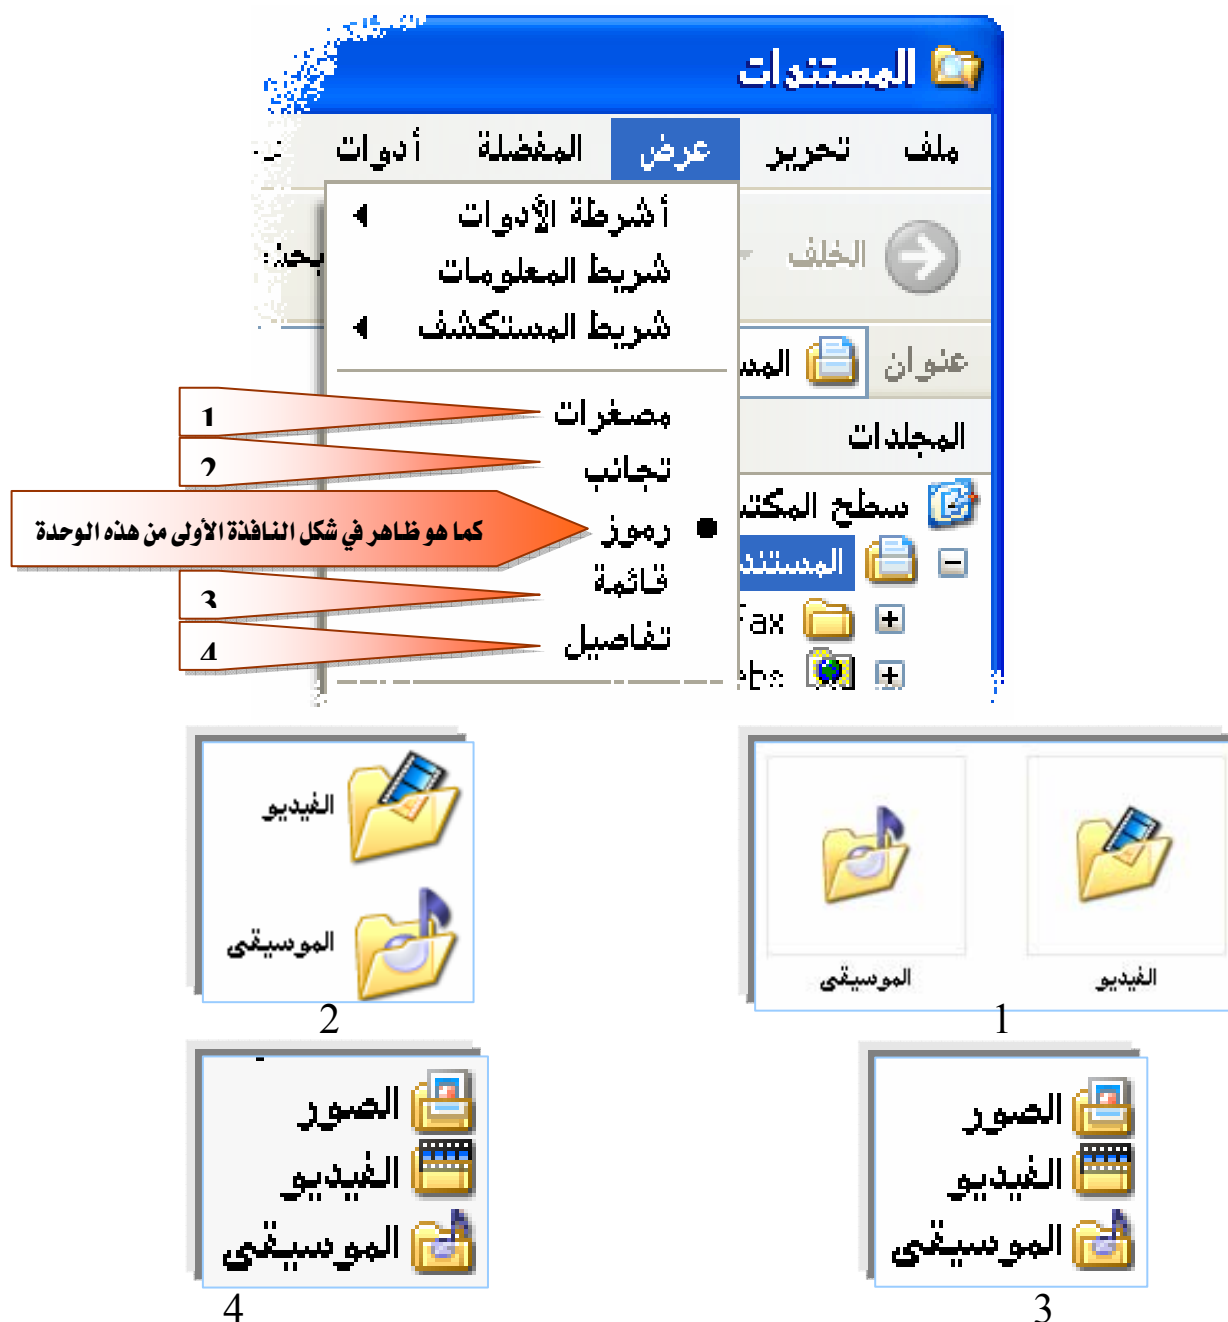 المستندات
ملف تحرير عرض المفضلة أدوات
أشرطة الأدوات
الخلف
شريط المعلومات
شريط المستكشف
عنوان
مصغرات
1
المجلدات
تجانب
2
سطح
رموز
كما هو ظاهر في شكل النافذة الأولى من هذه الوحدة
قائمة
3
Fax
تفاصيل
4
الفيديو
الموسيقى
1
الفيديو
الموسيقى
2
الصور
الفيديو
الموسيقى
3
الصور
الفيديو
الموسيقى
4